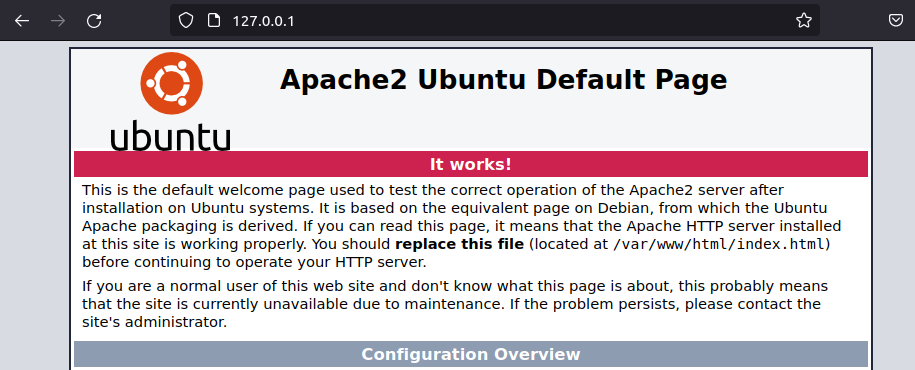 127.0.0.1
Apache2 Ubuntu Default Page
ubuntu
It works!
This is the default welcome page used to test the correct operation of the Apache2 server after
installation on Ubuntu systems. It is based on the equivalent page on Debian, from which the Ubuntu
Apache packaging is derived. If you can read this page, it means that the Apache HTTP server installed
at this site is working properly. You should replace this file (located at /var/www/html/index.html)
before continuing to operate your HTTP server.
If you are a normal user of this web site and don't know what this page is about, this probably means
that the site is currently unavailable due to maintenance. If the problem persists, please contact the
site's administrator.
Configuration Overview